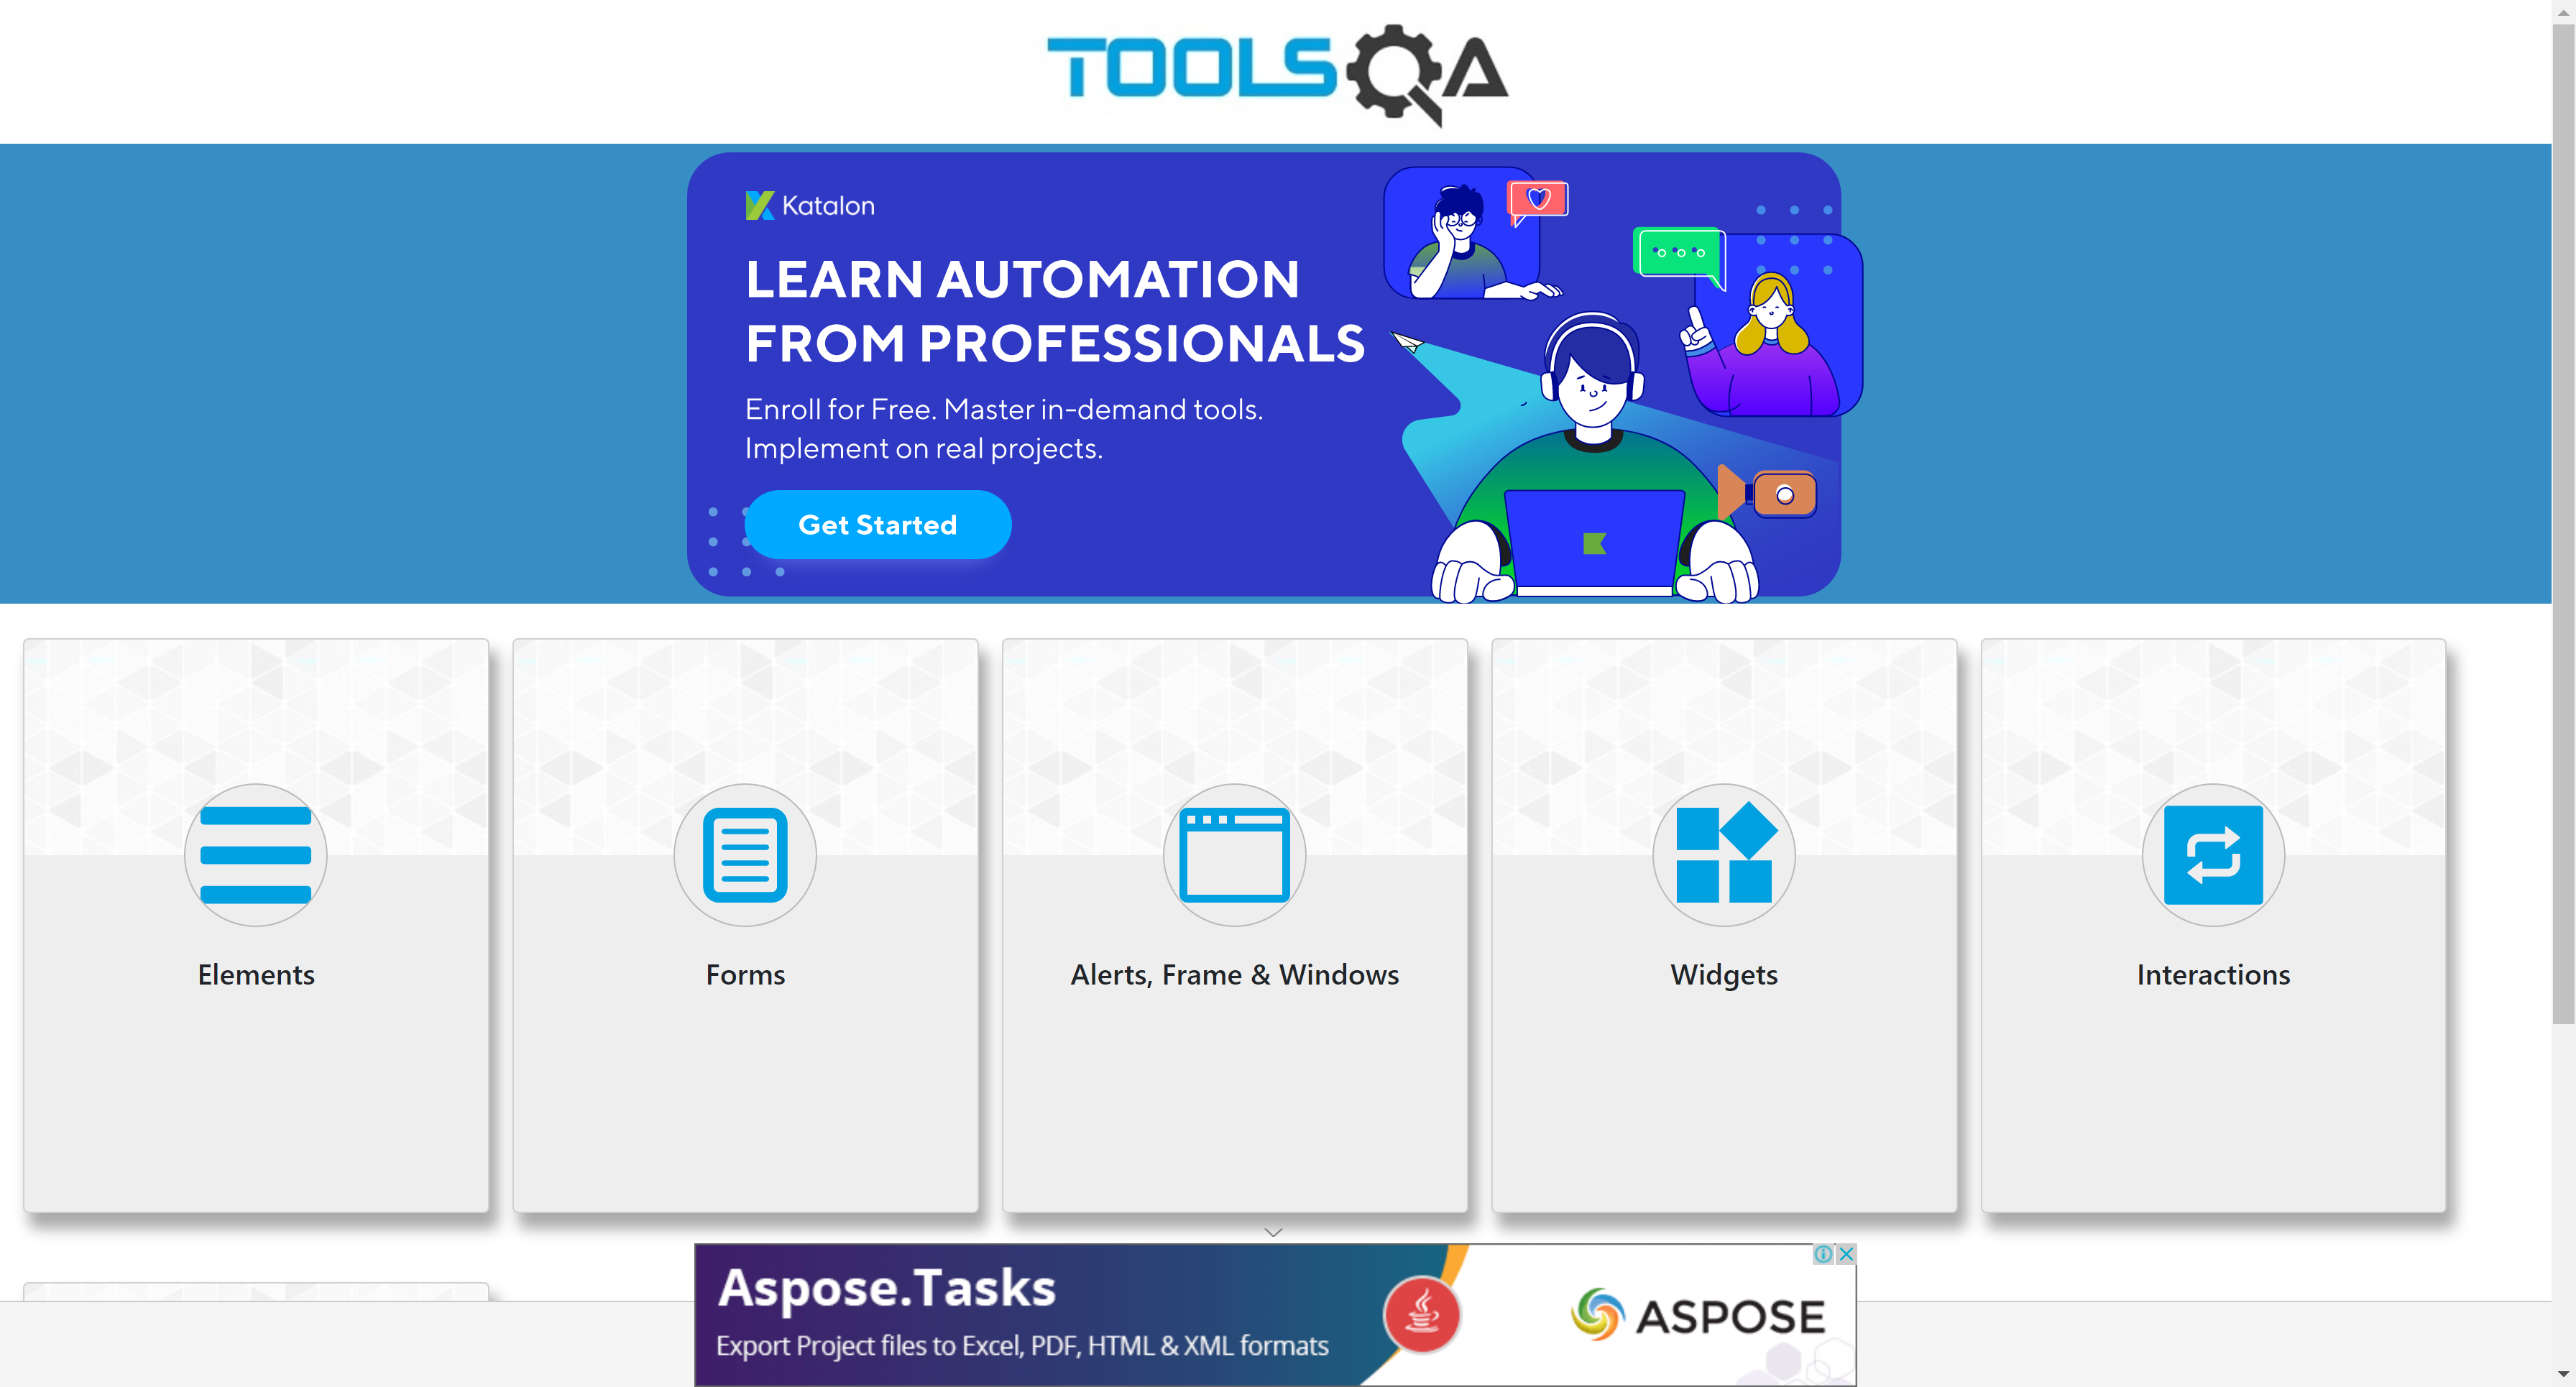 TOOLSQA
Katalon
LEARN AUTOMATION
FROM PROFESSIONALS
Enroll for Free. Master in-demand tools.
Implement on real projects.
Get Started
Elements
Forms
Alerts, Frame & Windows
Widgets
Interactions
Aspose.Tasks
Export Project files to Excel, PDF, HTML & XML formats
ASPOSE